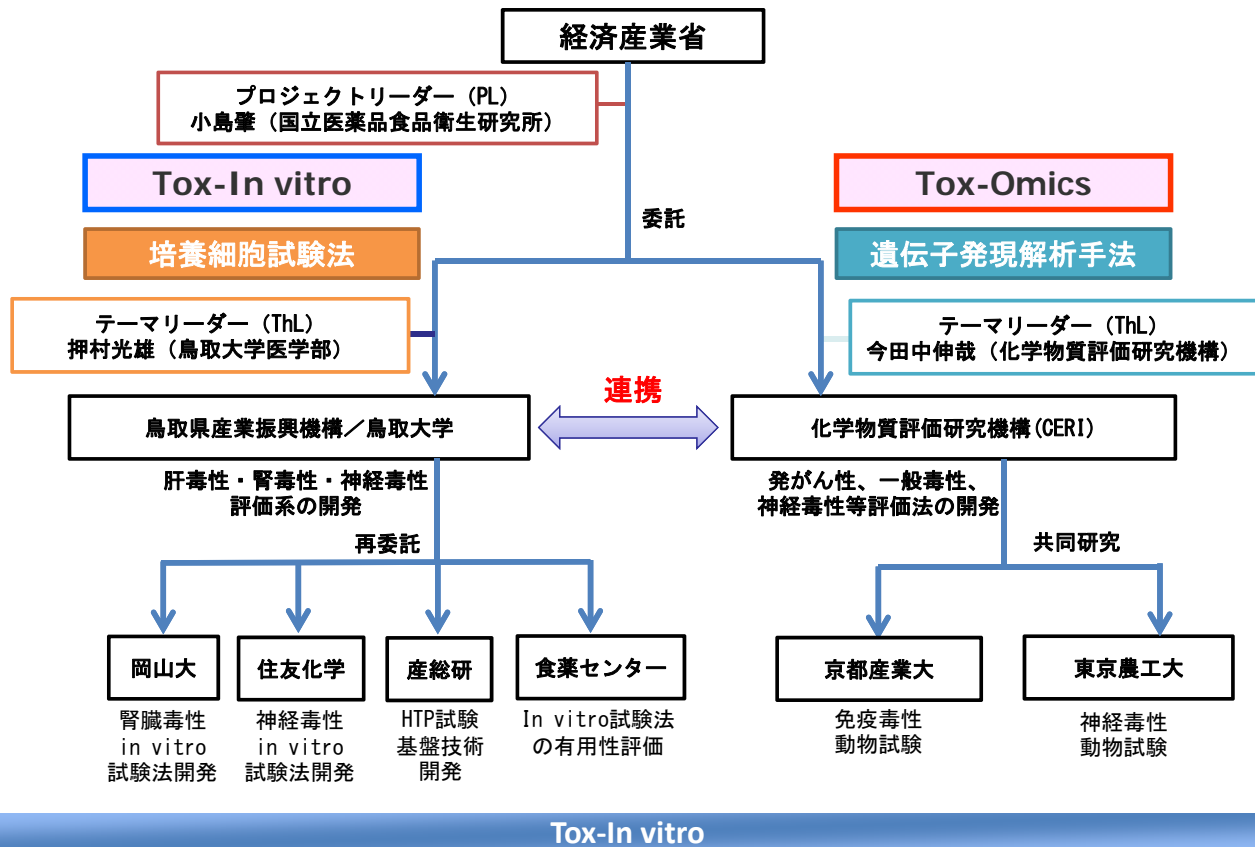 経済産業省
プロジェクトリーダー（PL）
小島肇（国立医薬品食品衛生研究所）
Tox-In vitro
Tox-Omics
委託
培養細胞試験法
遺伝子発現解析手法
テーマリーダー（ThL）
押村光雄（鳥取大学医学部）
テーマリーダー（ThL）
今田中伸哉（化学物質評価研究機構）
連携
鳥取県産業振興機構／鳥取大学
化学物質評価研究機構(CERI)
肝毒性・腎毒性・神経毒性
評価系の開発
発がん性、一般毒性、
神経毒性等評価法の開発
再委託
共同研究
岡山大
住友化学
産総研
食薬センター
京都産業大
東京農工大
腎臓毒性
in vitro
試験法開発
神経毒性
in vitro
試験法開発
HTP試験
基盤技術
開発
In vitro試験法
の有用性評価
免疫毒性
動物試験
神経毒性
動物試験
Tox-In vitro